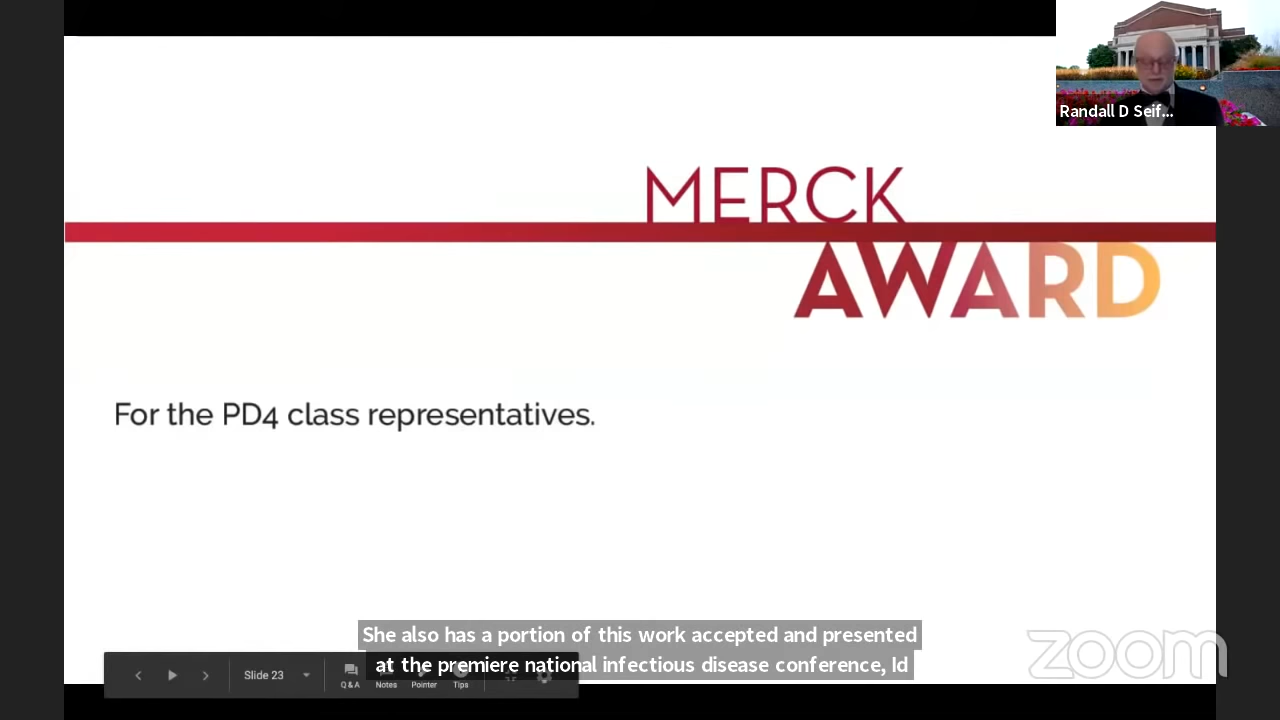 Randall D Seif...
MERCK
AWARD
For the PD4 class representatives.
She also has a portion of this work accepted and presented
at the premiere national infectious disease conference, Id
Slide 23
Q & A
Notes
Pointer
Tips
zoom